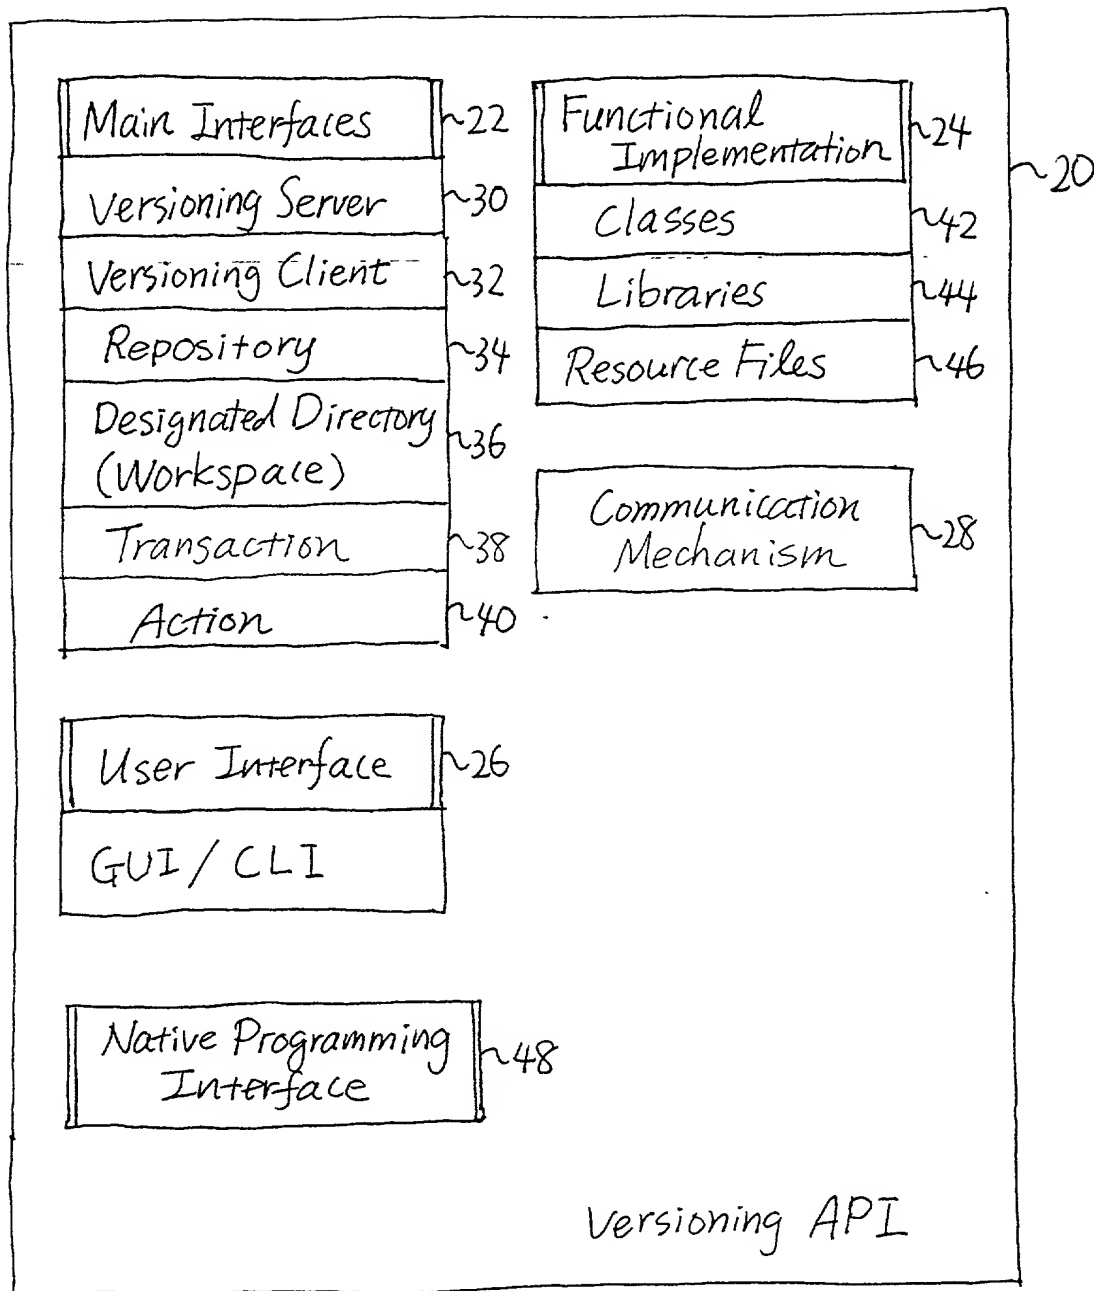 Main Interfaces ~22
Versioning Server ~30
Versioning Client ~32
Repository ~34
Designated Directory
(Workspace) ~36
Transaction ~38
Action ~40
Functional
Implementation ~24
Classes ~42
Libraries ~44
Resource Files ~46
Communication
Mechanism ~28
~20
User Interface ~26
GUI / CLI
Native Programming
Interface ~48
Versioning API